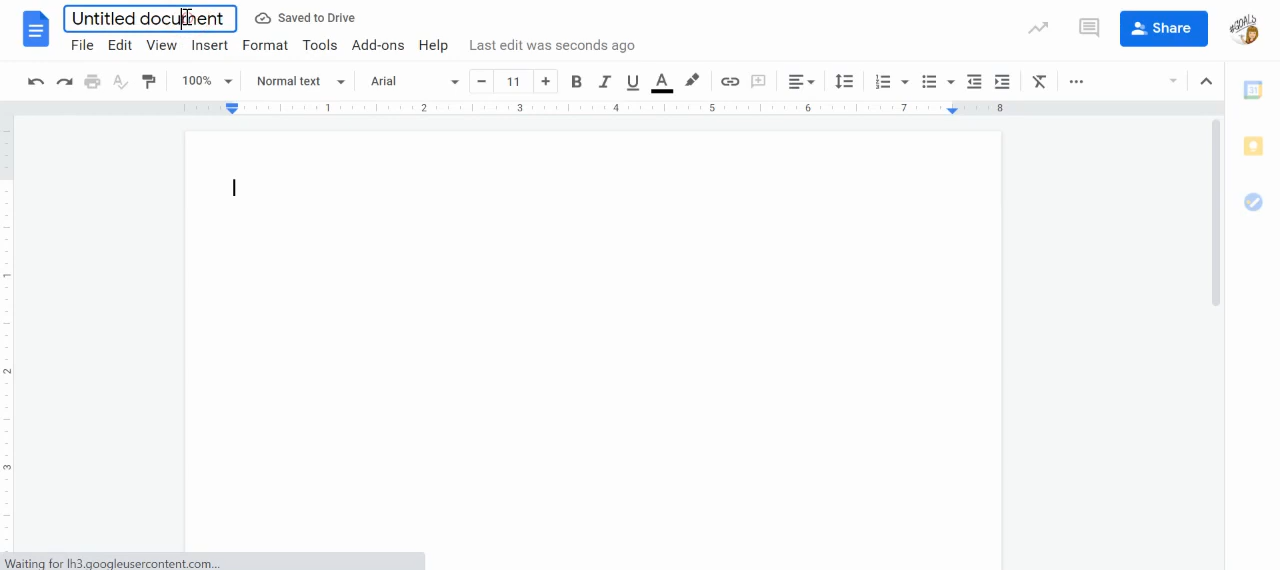 Untitled document
Saved to Drive
#GOALS
File Edit View Insert Format Tools Add-ons Help Last edit was seconds ago
Share
100% Normal text Arial 11
1 2 3 4 5 6 7 8
31
1
2
3
Waiting for lh3.googleusercontent.com...